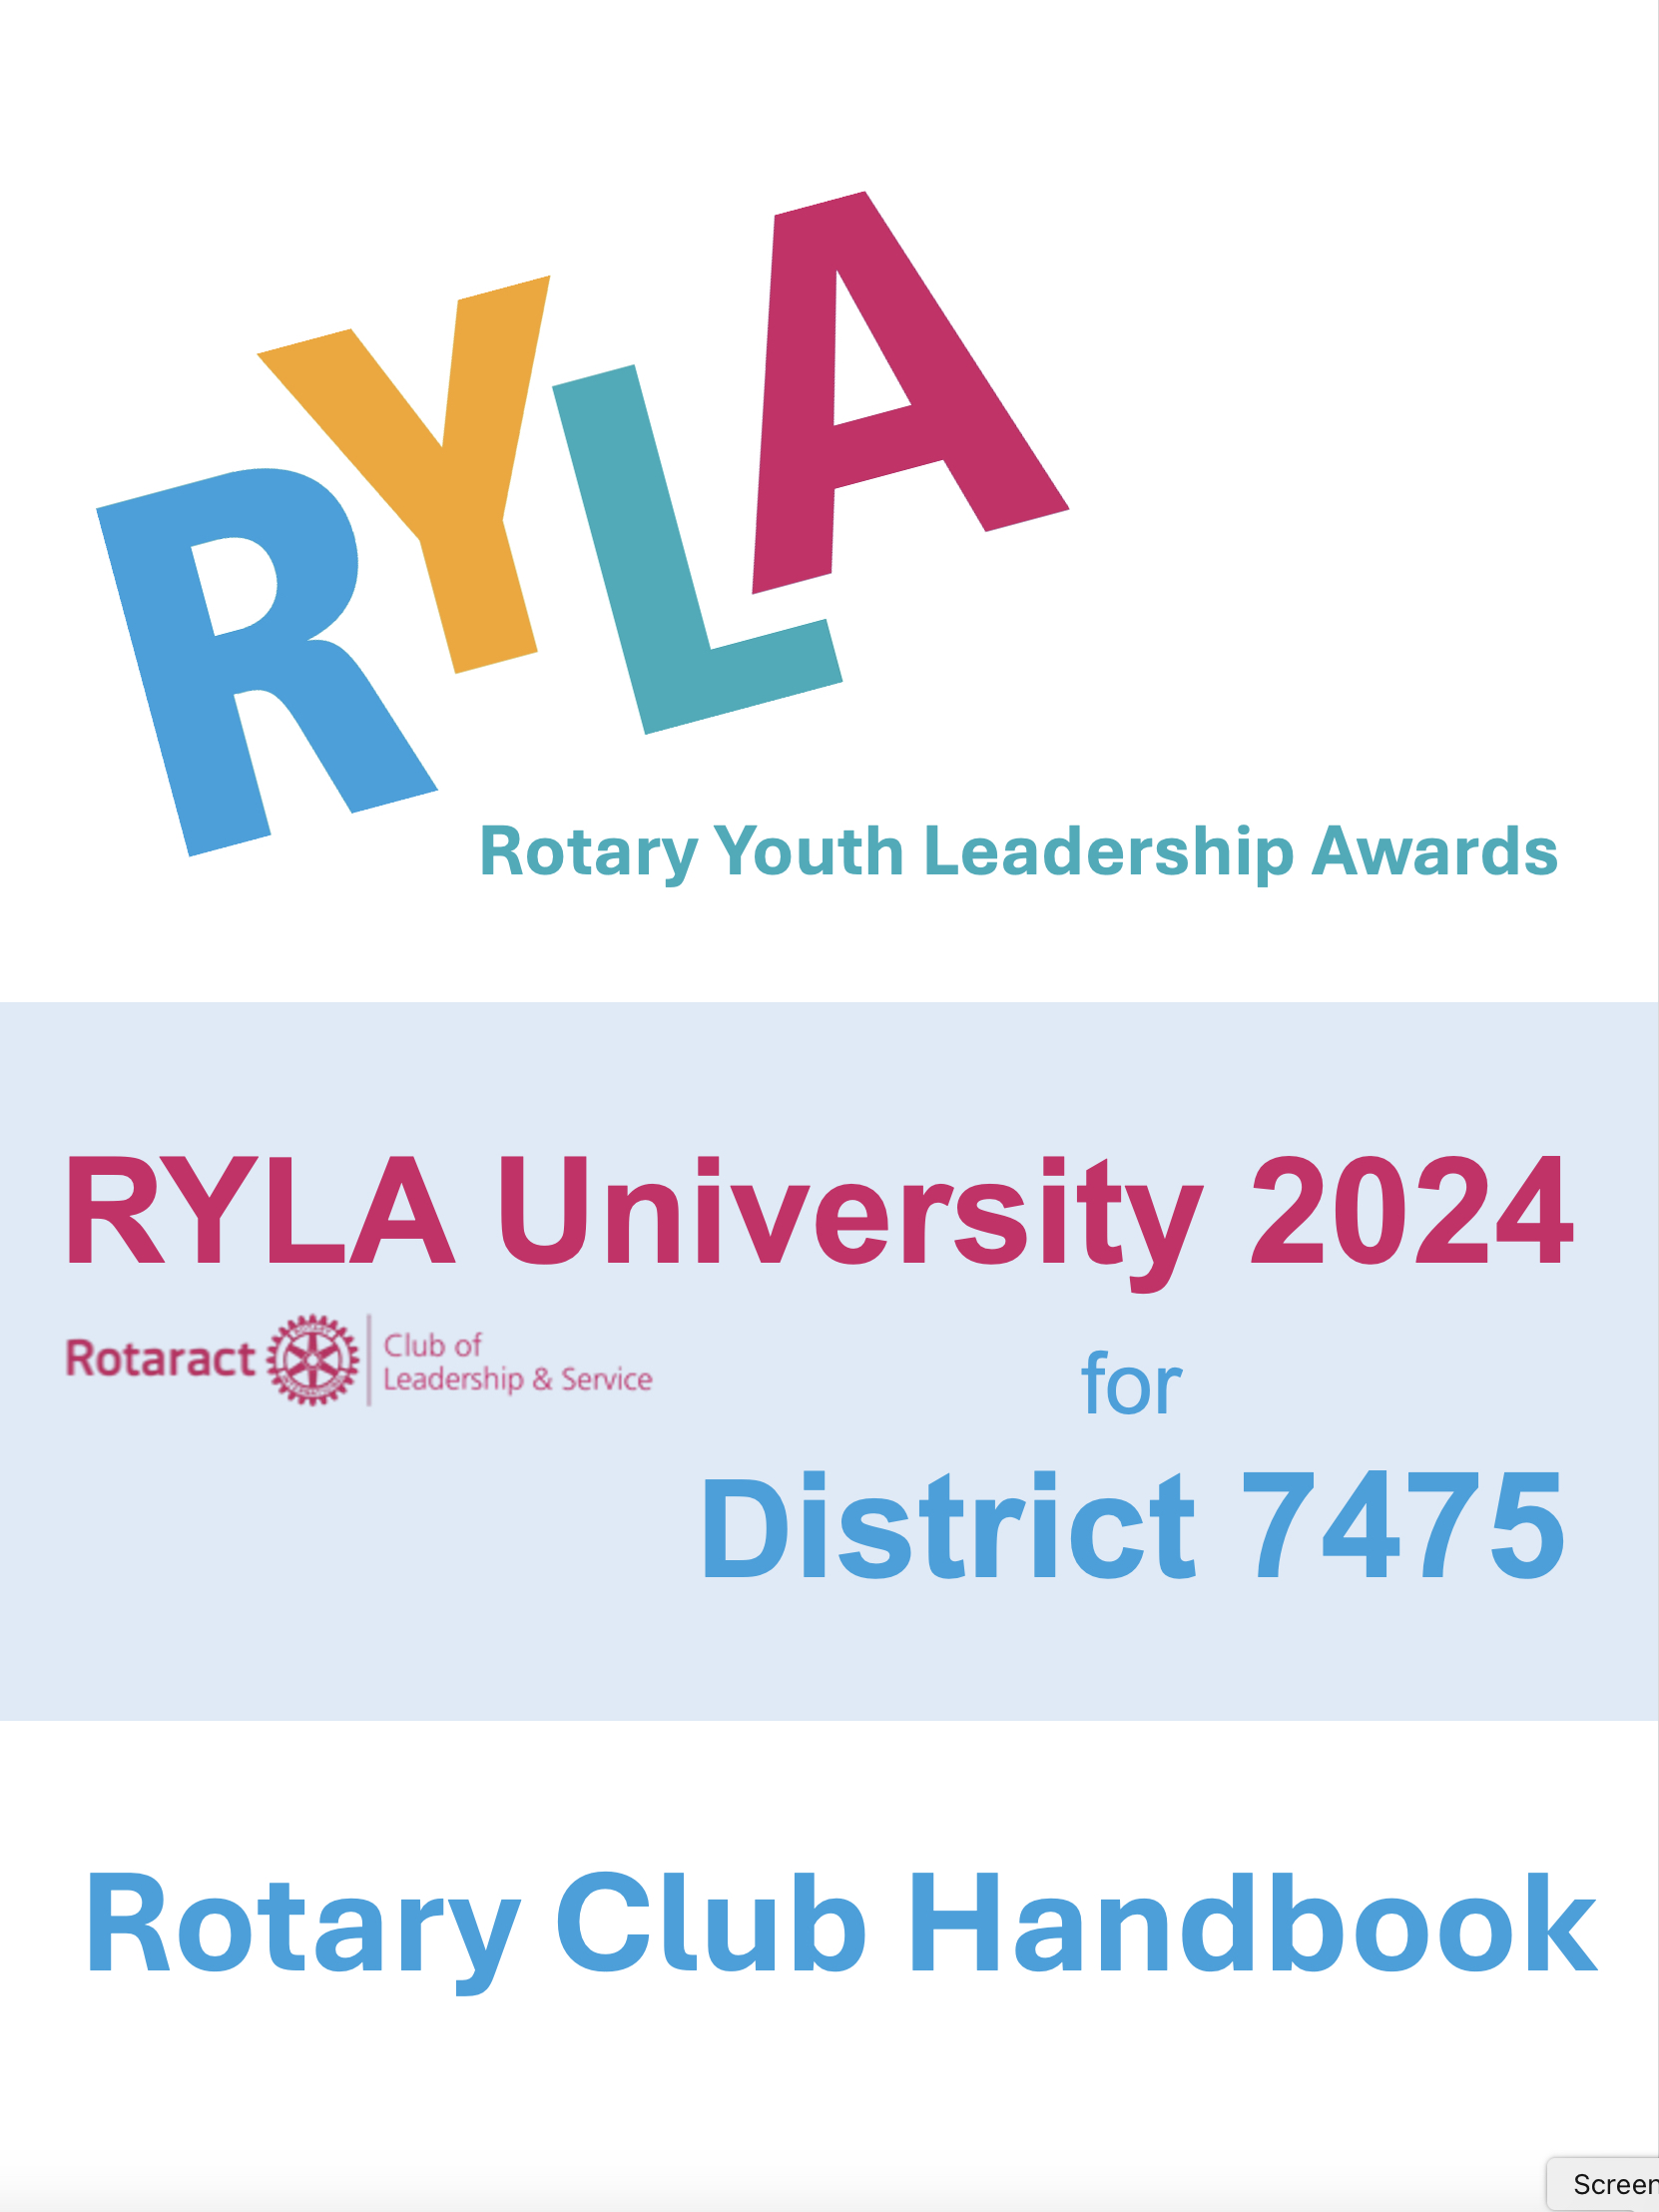 RYLA
Rotary Youth Leadership Awards
RYLA University 2024
Rotaract
Club of
Leadership & Service
for
District 7475
Rotary Club Handbook